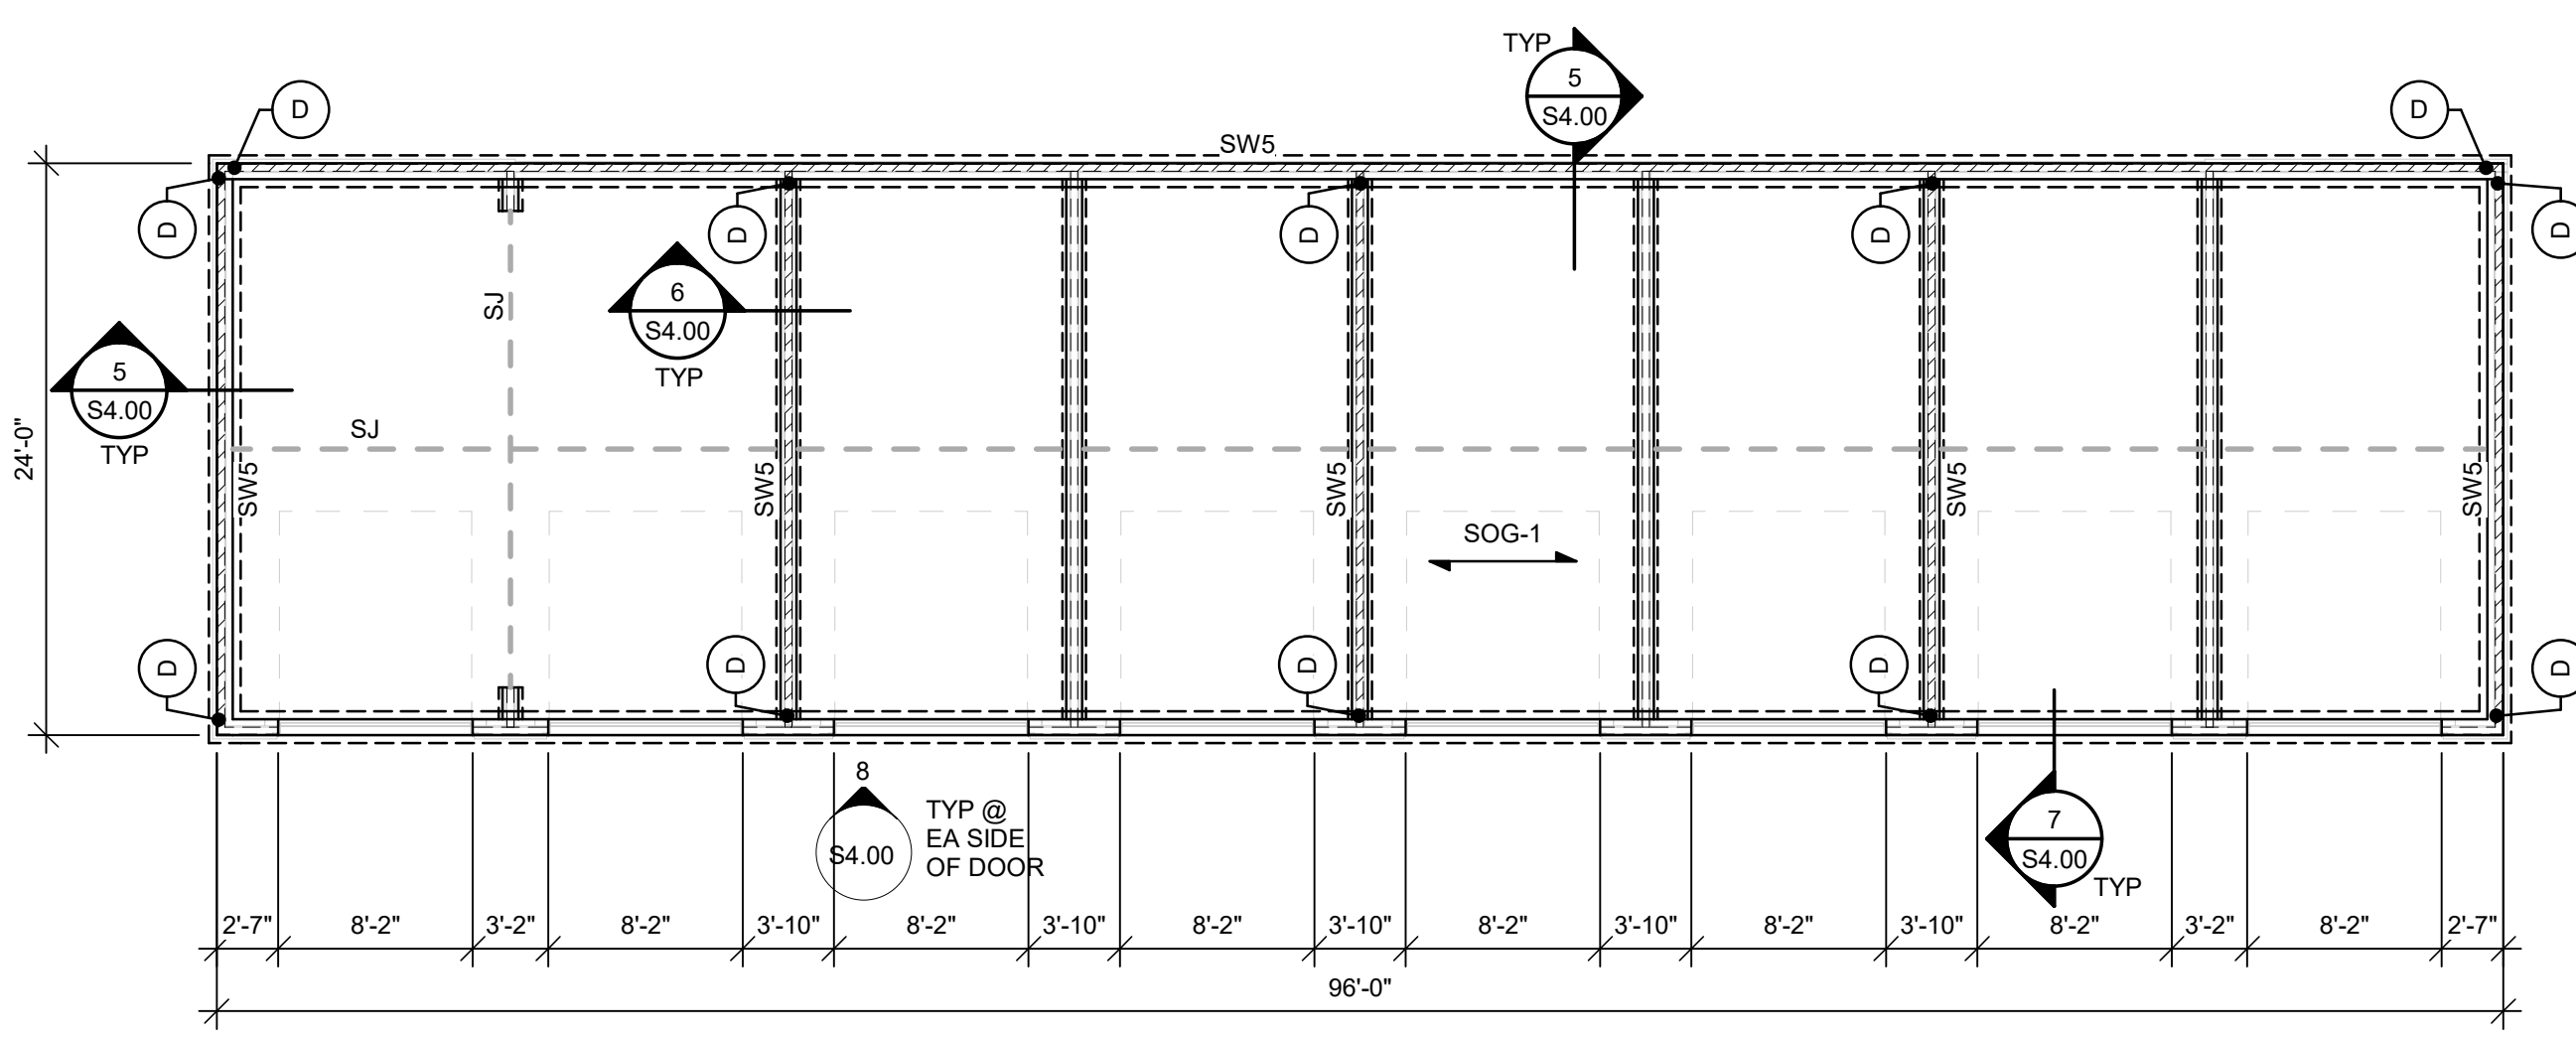 TYP
5
S4.00
D
D
SW5
D
D
D
D
D
SJ
6
S4.00
TYP
5
S4.00
TYP
24'-0"
SJ
SW5
SW5
SW5
SW5
SW5
SOG-1
D
D
D
D
D
8
S4.00
TYP @
EA SIDE
OF DOOR
7
S4.00
TYP
2'-7"
8'-2"
3'-2"
8'-2"
3'-10"
8'-2"
3'-10"
8'-2"
3'-10"
8'-2"
3'-10"
8'-2"
3'-10"
8'-2"
3'-2"
8'-2"
2'-7"
96'-0"